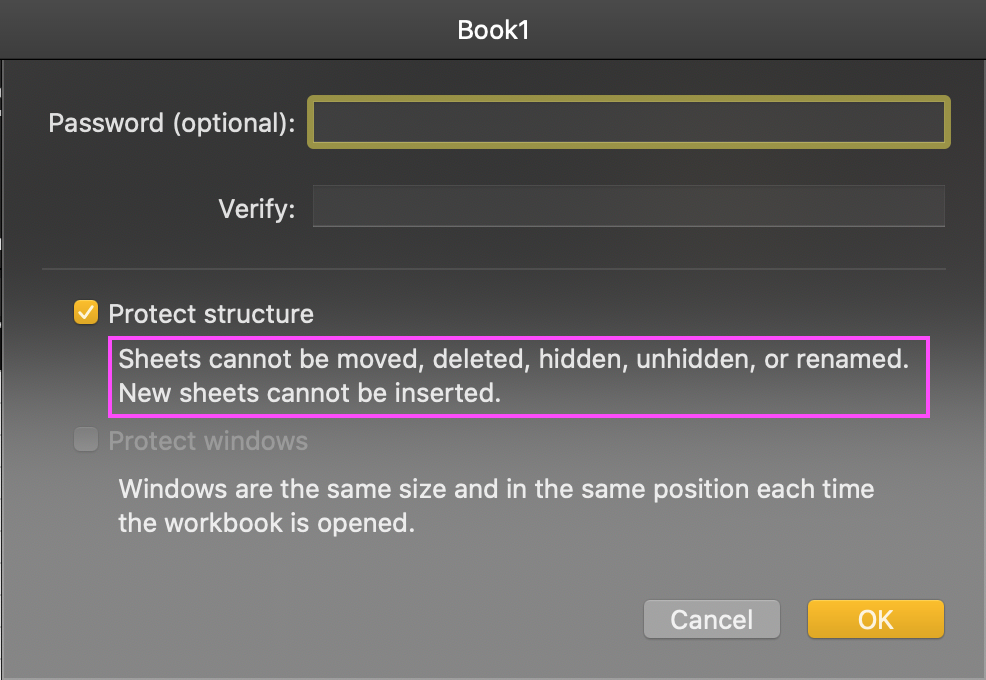 Book1
Password (optional):
Verify:
Protect structure
Sheets cannot be moved, deleted, hidden, unhidden, or renamed.
New sheets cannot be inserted.
Protect windows
Windows are the same size and in the same position each time
the workbook is opened.
Cancel OK